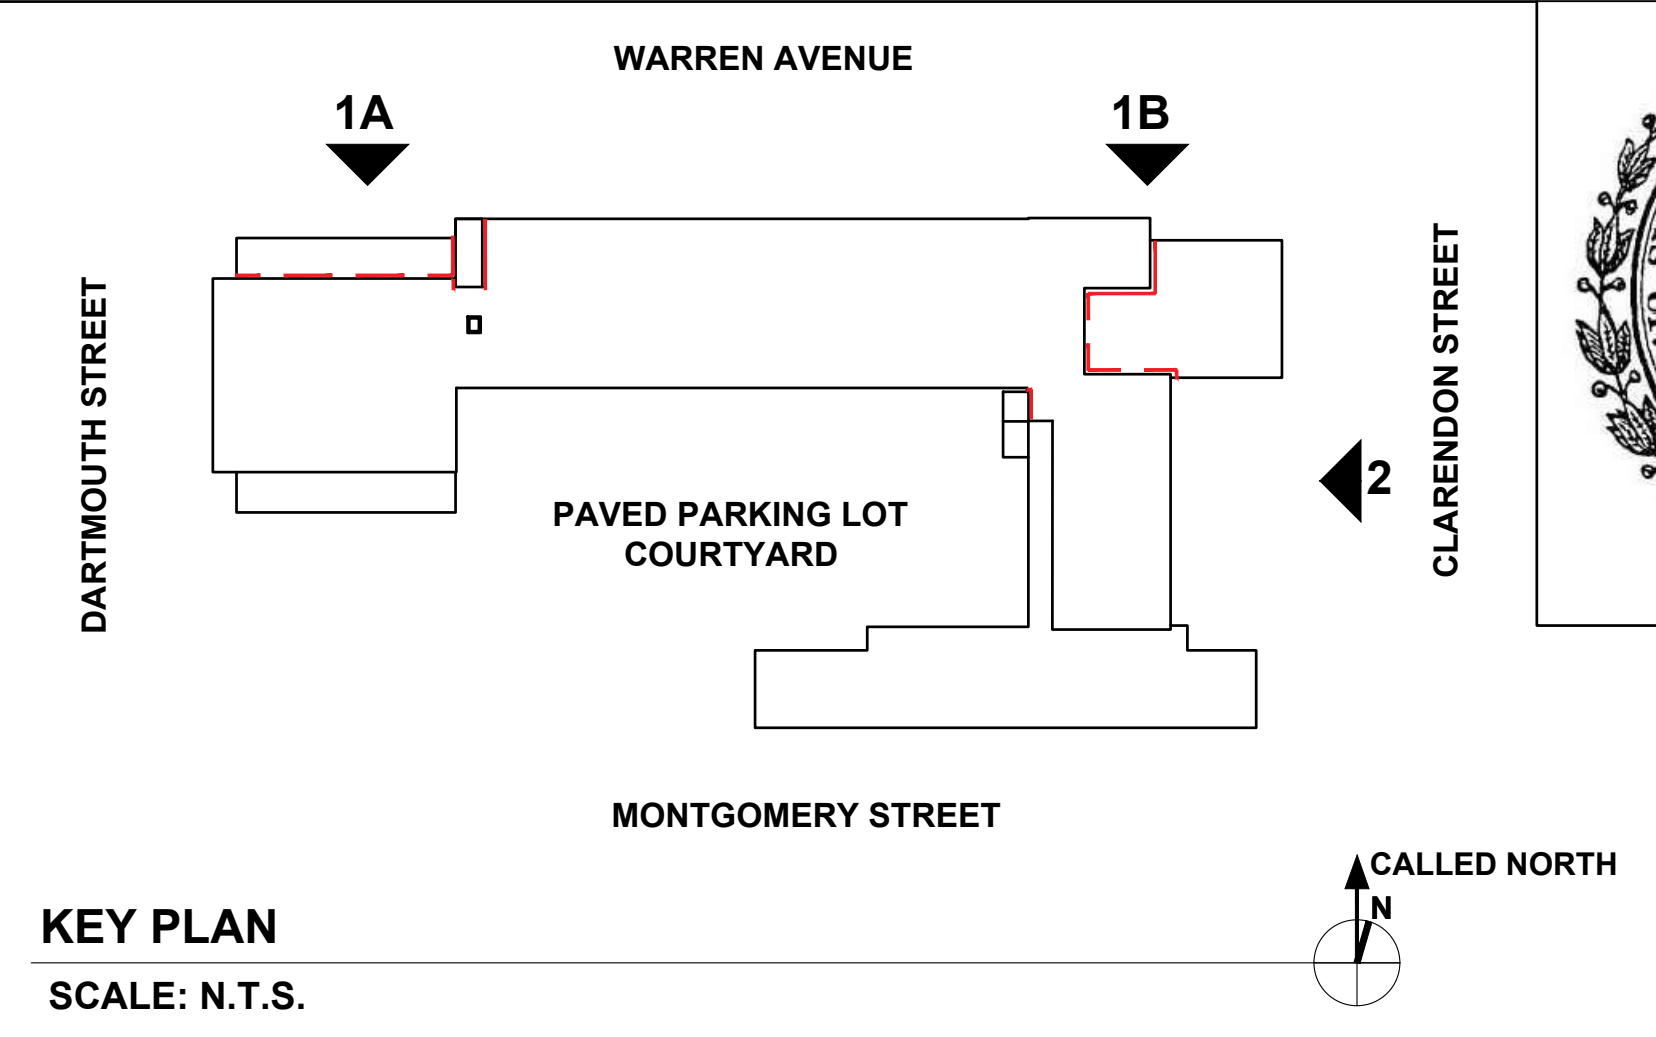 WARREN AVENUE
1A
1B
DARTMOUTH STREET
CLARENDON STREET
2
PAVED PARKING LOT
COURTYARD
MONTGOMERY STREET
CALLED NORTH
N
KEY PLAN
SCALE: N.T.S.